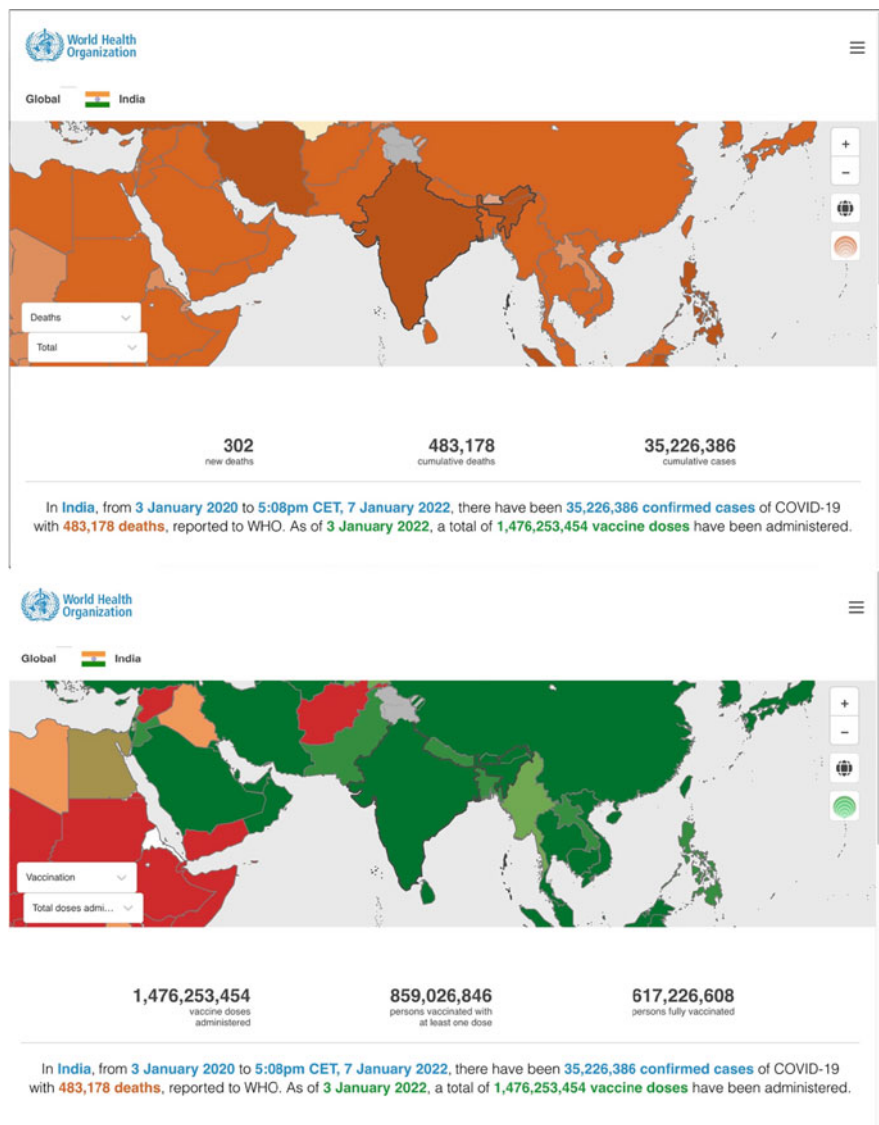 World Health
Organization
Global India
+
−
Deaths
Total
302
new deaths
483,178
cumulative deaths
35,226,386
cumulative cases
In India, from 3 January 2020 to 5:08pm CET, 7 January 2022, there have been 35,226,386 confirmed cases of COVID-19
with 483,178 deaths, reported to WHO. As of 3 January 2022, a total of 1,476,253,454 vaccine doses have been administered.
World Health
Organization
Global India
+
−
Vaccination
Total doses admi...
1,476,253,454
vaccine doses
administered
859,026,846
persons vaccinated with
at least one dose
617,226,608
persons fully vaccinated
In India, from 3 January 2020 to 5:08pm CET, 7 January 2022, there have been 35,226,386 confirmed cases of COVID-19
with 483,178 deaths, reported to WHO. As of 3 January 2022, a total of 1,476,253,454 vaccine doses have been administered.